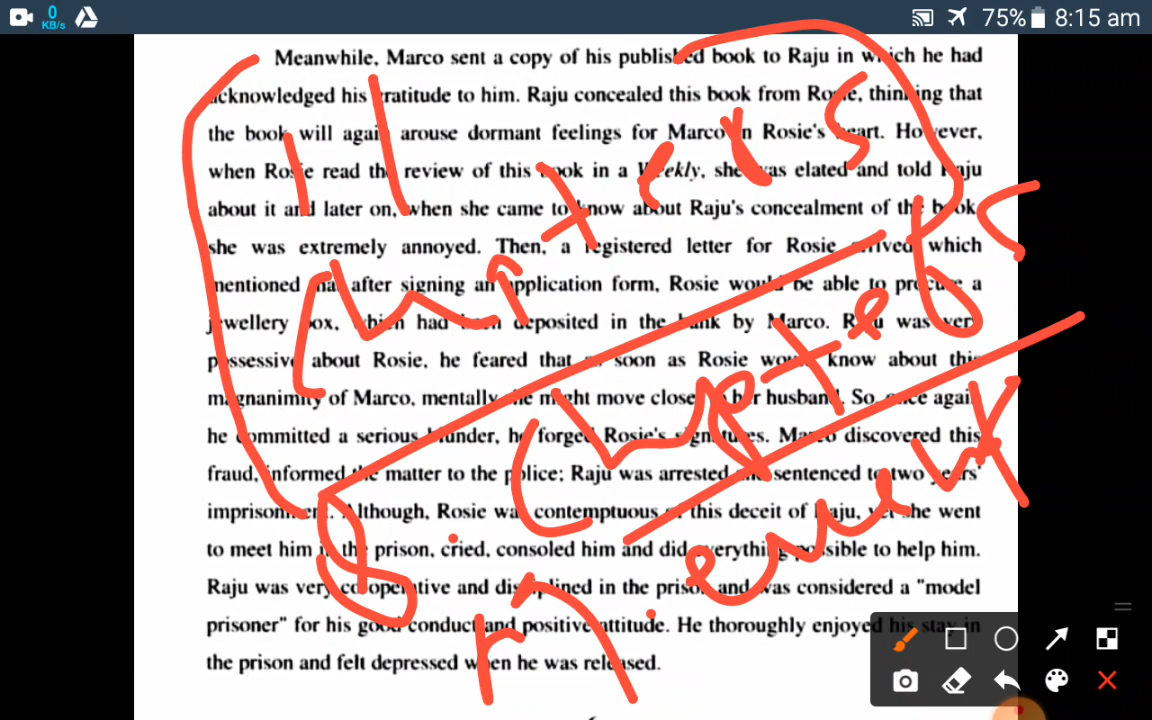 0
KB/s
75%
8:15 am
Meanwhile, Marco sent a copy of his published book to Raju in which he had
acknowledged his gratitude to him. Raju concealed this book from Rosie, thinking that
the book will again arouse dormant feelings for Marco in Rosie's heart. However,
when Rosie read the review of this book in a Weekly, she was elated and told Raju
about it and later on, when she came to know about Raju's concealment of the book
she was extremely annoyed. Then, a registered letter for Rosie arrived which
mentioned that after signing an application form, Rosie would be able to procure a
jewellery box, which had been deposited in the bank by Marco. Raju was very
possessive about Rosie, he feared that as soon as Rosie would know about this
magnanimity of Marco, mentally she might move close to her husband. So, once again
he committed a serious blunder, he forged Rosie's signatures. Marco discovered this
fraud, informed the matter to the police; Raju was arrested and sentenced to two years'
imprisonment. Although, Rosie was contemptuous of this deceit of Raju, yet she went
to meet him in the prison, cried, consoled him and did everything possible to help him.
Raju was very co-operative and disciplined in the prison and was considered a "model
prisoner" for his good conduct and positive attitude. He thoroughly enjoyed his stay in
the prison and felt depressed when he was released.
11
chapters